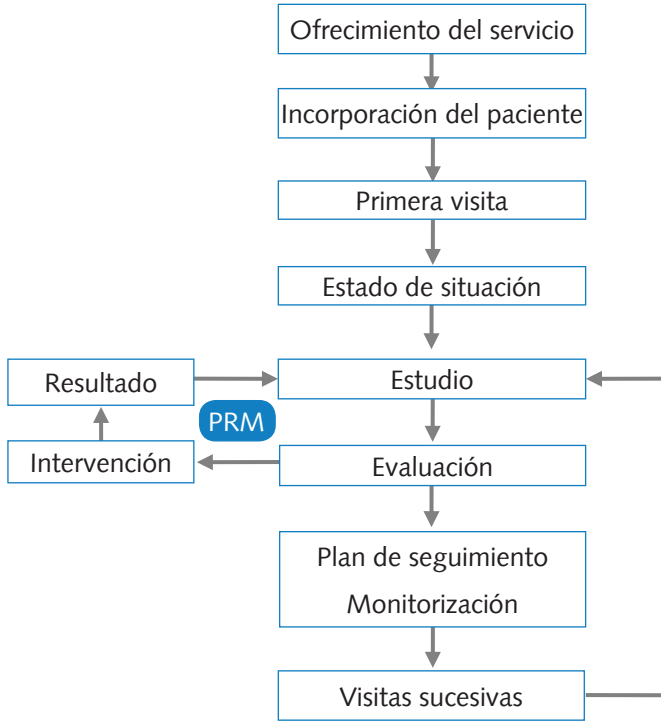 Ofrecimiento del servicio
Incorporación del paciente
Primera visita
Estado de situación
Resultado
Estudio
PRM
Intervención
Evaluación
Plan de seguimiento
Monitorización
Visitas sucesivas